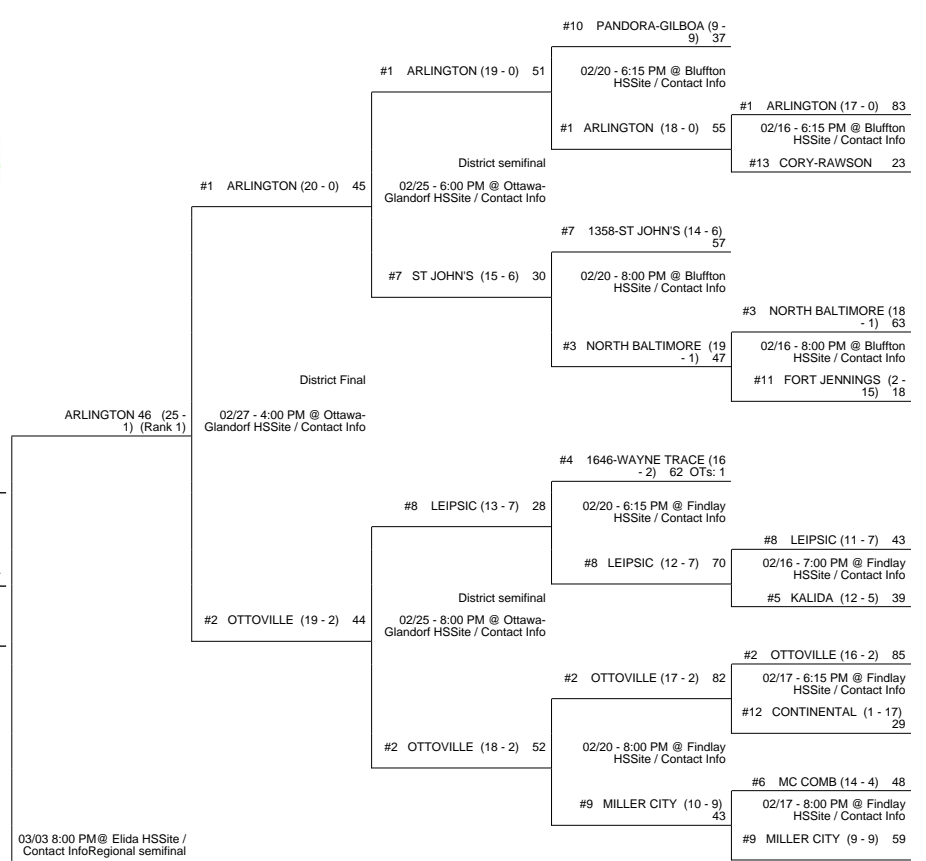 #10 PANDORA-GILBOA (9 -
9) 37
#1 ARLINGTON (19 - 0) 51
02/20 - 6:15 PM @ Bluffton
HSSite / Contact Info
#1 ARLINGTON (17 - 0) 83
#1 ARLINGTON (18 - 0) 55
02/16 - 6:15 PM @ Bluffton
HSSite / Contact Info
District semifinal
#13 CORY-RAWSON 23
#1 ARLINGTON (20 - 0) 45
02/25 - 6:00 PM @ Ottawa-
Glandorf HSSite / Contact Info
#7 1358-ST JOHN'S (14 - 6)
57
#7 ST JOHN'S (15 - 6) 30
02/20 - 8:00 PM @ Bluffton
HSSite / Contact Info
#3 NORTH BALTIMORE (18
- 1) 63
#3 NORTH BALTIMORE (19
- 1) 47
02/16 - 8:00 PM @ Bluffton
HSSite / Contact Info
District Final
#11 FORT JENNINGS (2 -
15) 18
ARLINGTON 46 (25 -
1) (Rank 1)
02/27 - 4:00 PM @ Ottawa-
Glandorf HSSite / Contact Info
#4 1646-WAYNE TRACE (16
- 2) 62 OTs: 1
#8 LEIPSIC (13 - 7) 28
02/20 - 6:15 PM @ Findlay
HSSite / Contact Info
#8 LEIPSIC (11 - 7) 43
#8 LEIPSIC (12 - 7) 70
02/16 - 7:00 PM @ Findlay
HSSite / Contact Info
District semifinal
#5 KALIDA (12 - 5) 39
#2 OTTOVILLE (19 - 2) 44
02/25 - 8:00 PM @ Ottawa-
Glandorf HSSite / Contact Info
#2 OTTOVILLE (16 - 2) 85
#2 OTTOVILLE (17 - 2) 82
02/17 - 6:15 PM @ Findlay
HSSite / Contact Info
#12 CONTINENTAL (1 - 17)
29
#2 OTTOVILLE (18 - 2) 52
02/20 - 8:00 PM @ Findlay
HSSite / Contact Info
#6 MC COMB (14 - 4) 48
#9 MILLER CITY (10 - 9)
43
02/17 - 8:00 PM @ Findlay
HSSite / Contact Info
#9 MILLER CITY (9 - 9) 59
03/03 8:00 PM@ Elida HSSite /
Contact InfoRegional semifinal